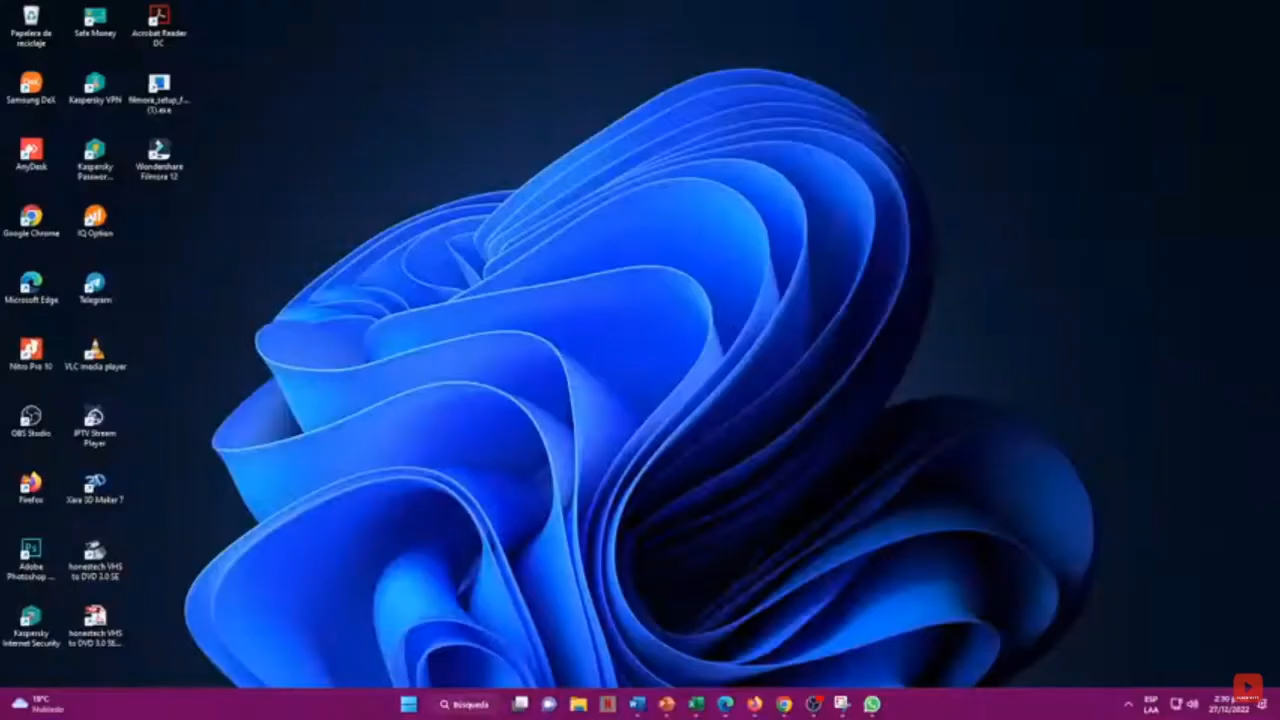 Papelera de
reciclaje
Safe Money
Acrobat Reader
DC
Samsung DeX
Kaspersky VPN
filmora_setup_f...
(1).exe
AnyDesk
Kaspersky
Passwor...
Wondershare
Filmora 12
Google Chrome
IQ Option
Microsoft Edge
Telegram
Nitro Pro 10
VLC media player
OBS Studio
IPTV Stream
Player
Firefox
Xara 3D Maker 7
Adobe
Photoshop ...
honestech VHS
to DVD 3.0 SE
Kaspersky
Internet Security
honestech VHS
to DVD 3.0 SE...
19°C
Nublado
Búsqueda
ESP
LAA
2:30
27/12/2022